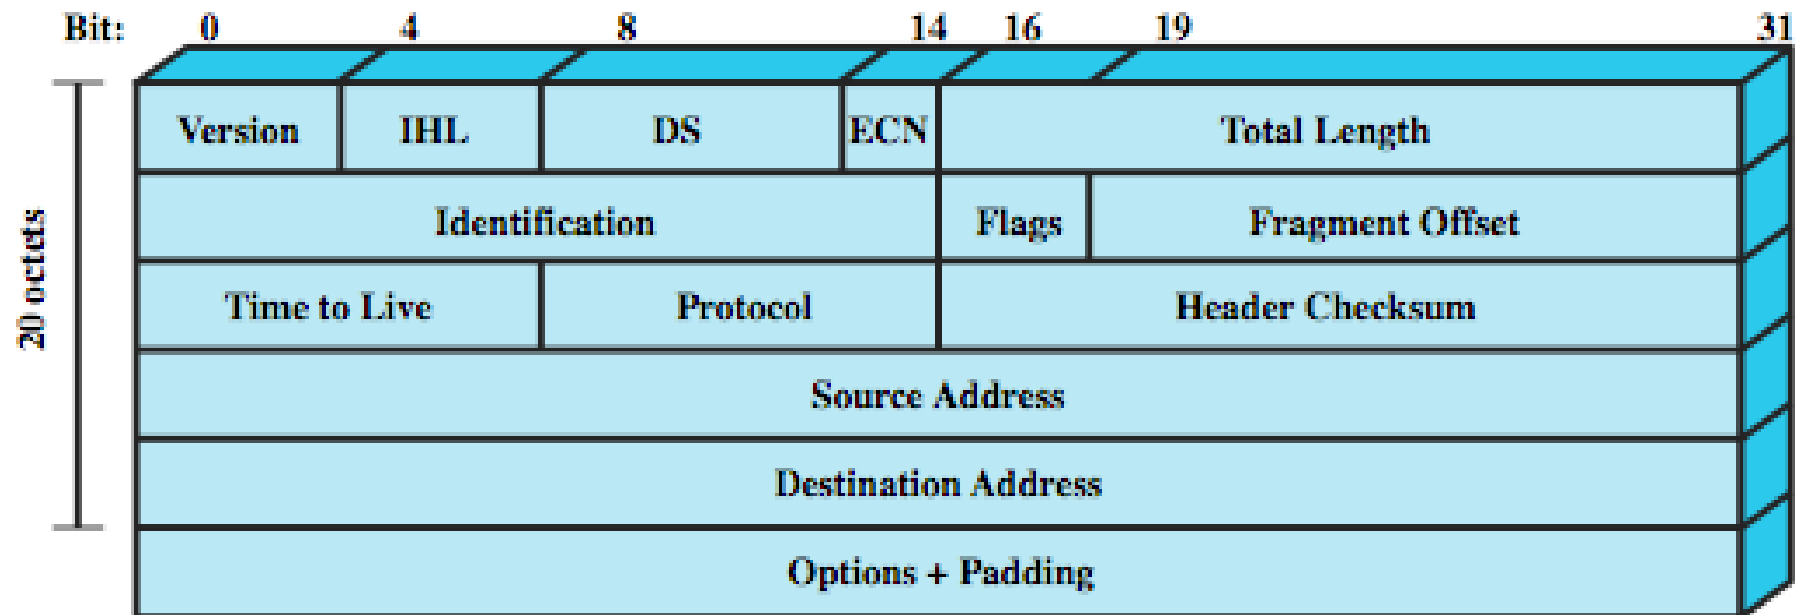 Bit: 0 4 8 14 16 19 31
Version IHL DS ECN Total Length
Identification Flags Fragment Offset
Time to Live Protocol Header Checksum
Source Address
Destination Address
Options + Padding
20 octets